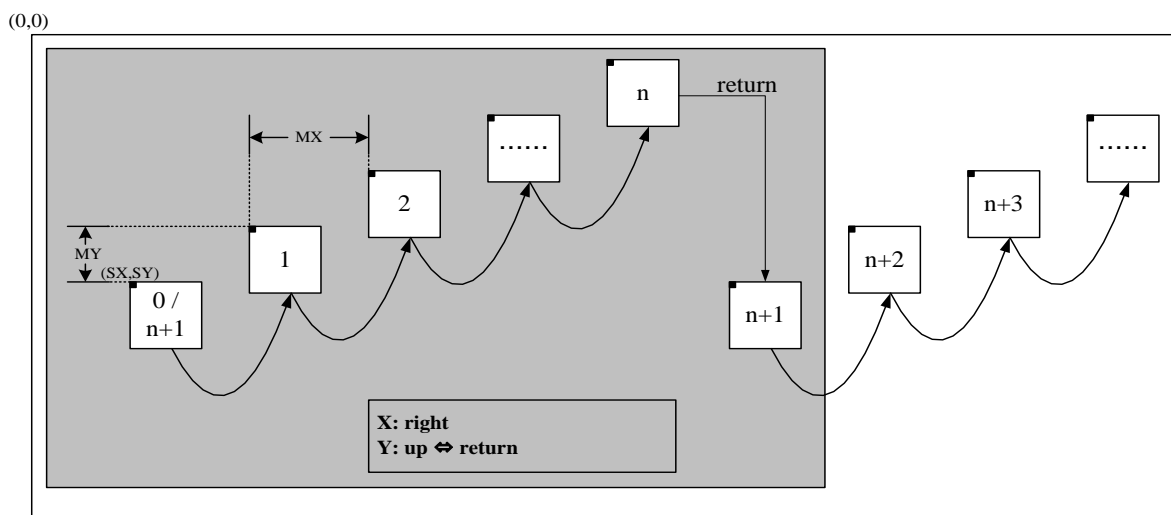 (0,0)
n
return
......
......
MX
2
n+3
1
n+2
MY
(SX,SY)
0 /
n+1
n+1
X: right
Y: up ⇔ return